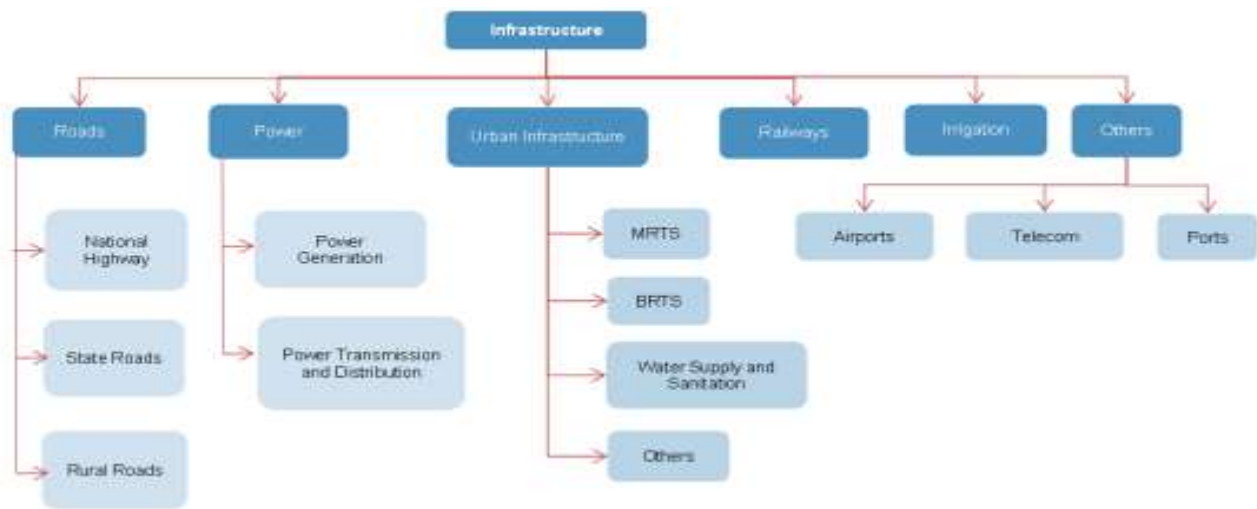 Infrastructure
Roads
Power
Urban Infrastructure
Railways
Irrigation
Others
National
Highway
State Roads
Rural Roads
Power
Generation
Power Transmission
and Distribution
MRTS
BRTS
Water Supply and
Sanitation
Others
Airports
Telecom
Ports